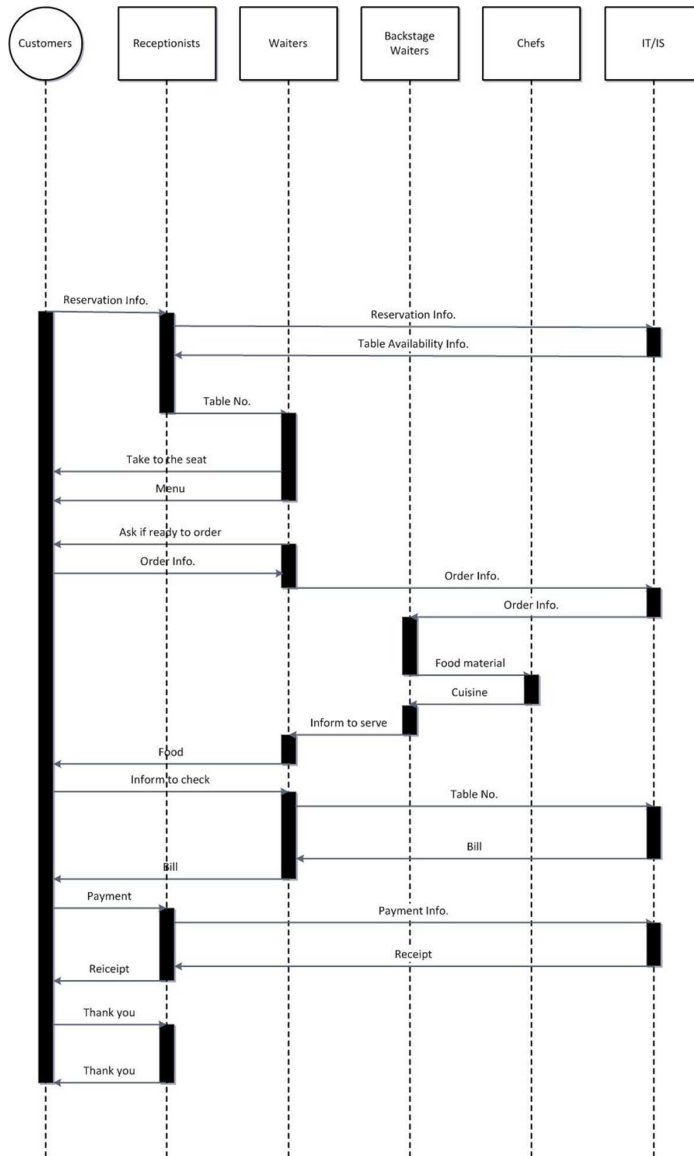 Customers
Receptionists
Waiters
Backstage
Waiters
Chefs
IT/IS
Reservation Info.
Reservation Info.
Table Availability Info.
Table No.
Take to the seat
Menu
Ask if ready to order
Order Info.
Order Info.
Order Info.
Food material
Cuisine
Inform to serve
Food
Inform to check
Table No.
Bill
Bill
Payment
Payment Info.
Receipt
Reiceipt
Thank you
Thank you